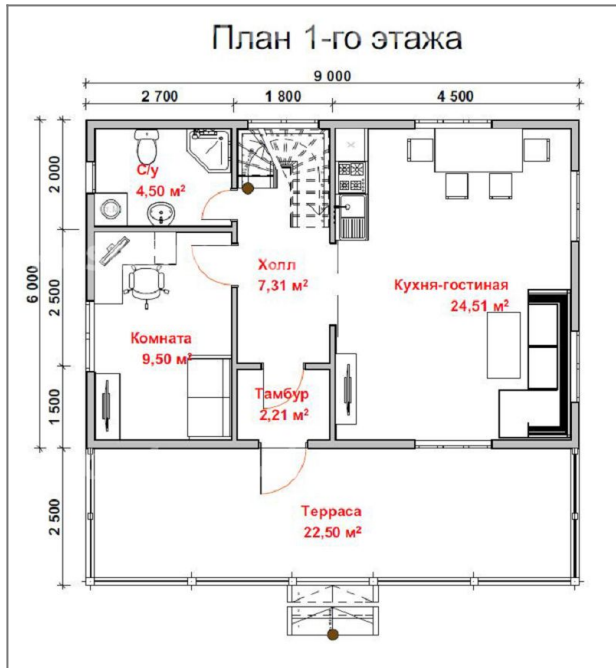 План 1-го этажа
9 000
2 700
1 800
4 500
2 000
С/у
4,50 м²
6 000
2 500
Холл
7,31 м²
Кухня-гостиная
24,51 м²
Комната
9,50 м²
1 500
Тамбур
2,21 м²
2 500
Терраса
22,50 м²